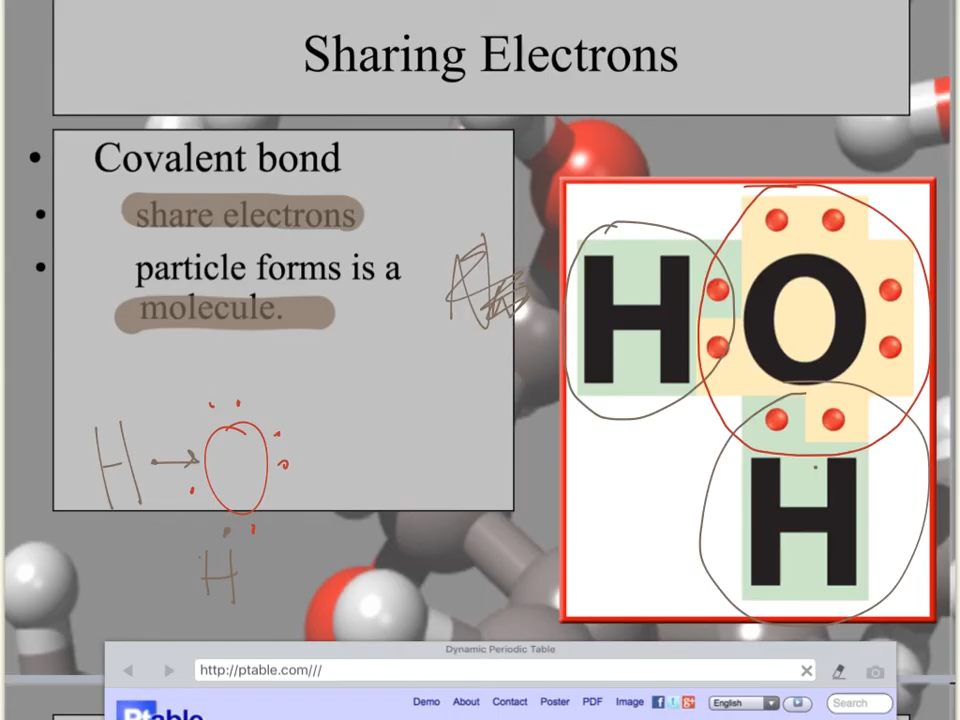 Sharing Electrons
• Covalent bond
• share electrons
• particle forms is a
molecule.
H O
H
H → O
H
Dynamic Periodic Table
http://ptable.com///
Demo About Contact Poster PDF Image English Search
Ptable